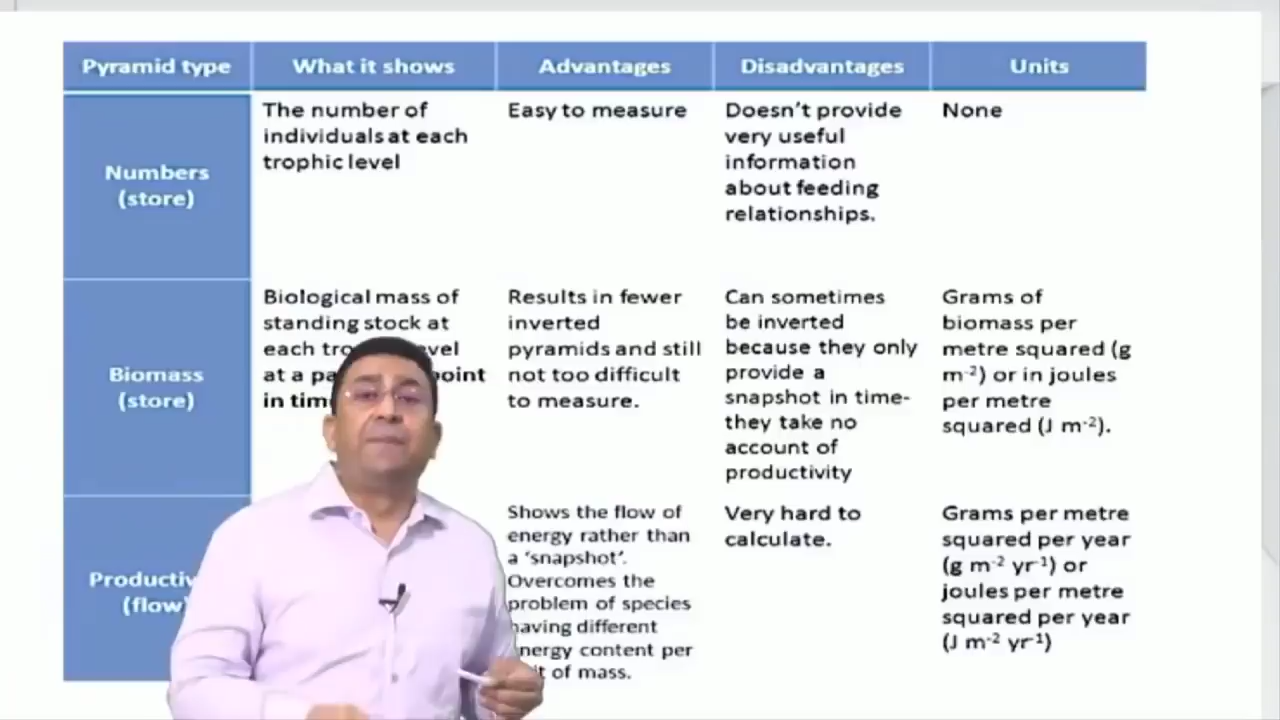 Pyramid type
What it shows
Advantages
Disadvantages
Units
Numbers
(store)
The number of
individuals at each
trophic level
Easy to measure
Doesn't provide
very useful
information
about feeding
relationships.
None
Biomass
(store)
Biological mass of
standing stock at
each
at a point
in
Results in fewer
inverted
pyramids and still
not too difficult
to measure.
Can sometimes
be inverted
because they only
provide a
snapshot in time-
they take no
account of
productivity
Grams of
biomass per
metre squared (g
m⁻²) or in joules
per metre
squared (J m⁻²).
(flow)
Shows the flow of
energy rather than
a 'snapshot'.
Overcomes the
problem of species
having different
energy content per
of mass.
Very hard to
calculate.
Grams per metre
squared per year
(g m⁻² yr⁻¹) or
joules per metre
squared per year
(J m⁻² yr⁻¹)